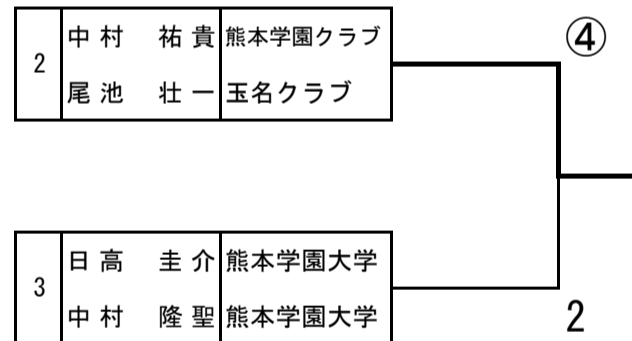 ④
2 中村 祐貴 熊本学園クラブ
尾池 壮一 玉名クラブ
3 日高 圭介 熊本学園大学
中村 隆聖 熊本学園大学
2